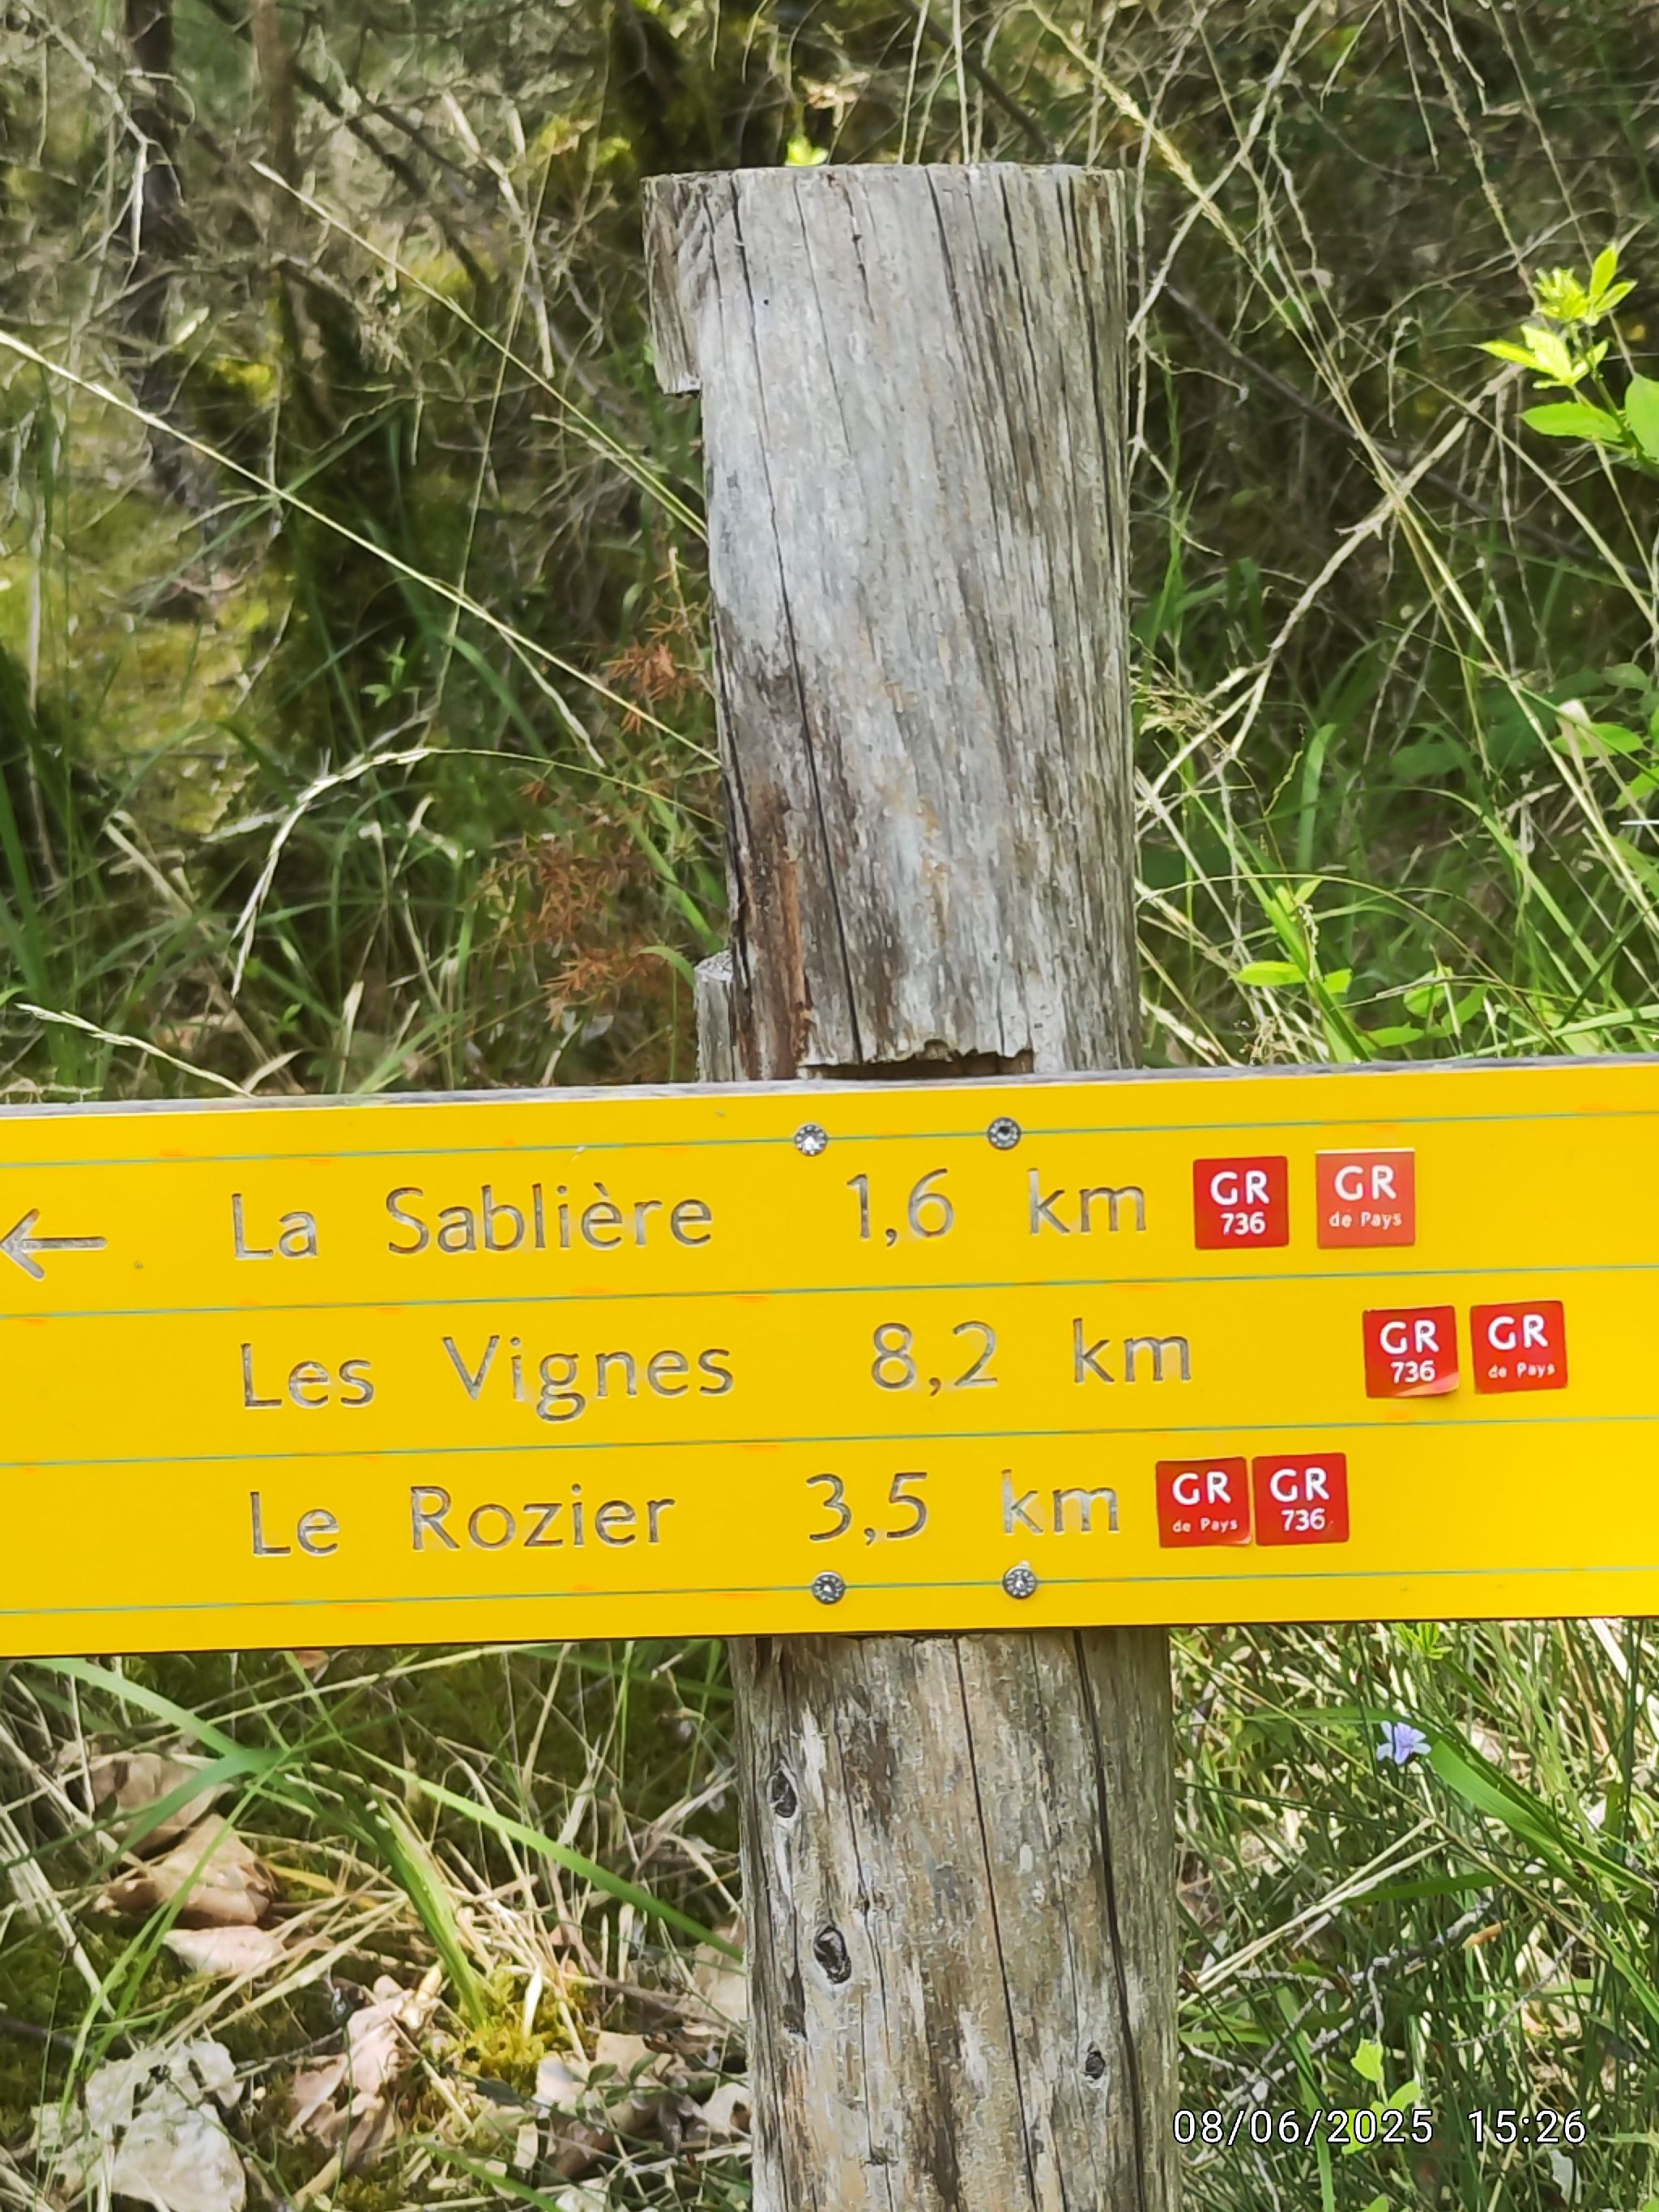 ← La Sablière 1,6 km GR 736 GR de Pays
Les Vignes 8,2 km GR 736 GR de Pays
Le Rozier 3,5 km GR de Pays GR 736
08/06/2025 15:26